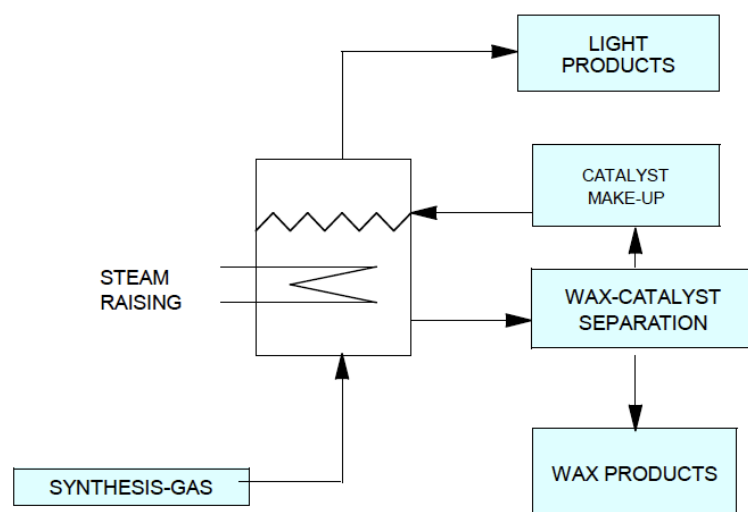 LIGHT
PRODUCTS
CATALYST
MAKE-UP
STEAM
RAISING
WAX-CATALYST
SEPARATION
WAX PRODUCTS
SYNTHESIS-GAS